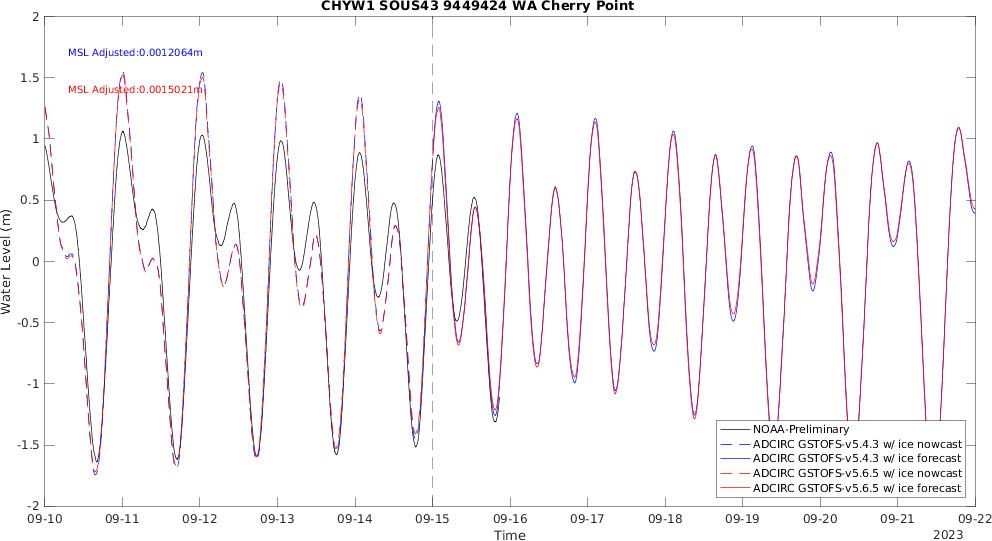 CHYW1 SOUS43 9449424 WA Cherry Point
2
1.5
1
0.5
0
-0.5
-1
-1.5
-2
Water Level (m)
MSL Adjusted:0.0012064m
MSL Adjusted:0.0015021m
NOAA-Preliminary
ADCIRC GSTOFS-v5.4.3 w/ ice nowcast
ADCIRC GSTOFS-v5.4.3 w/ ice forecast
ADCIRC GSTOFS-v5.6.5 w/ ice nowcast
ADCIRC GSTOFS-v5.6.5 w/ ice forecast
09-10 09-11 09-12 09-13 09-14 09-15 09-16 09-17 09-18 09-19 09-20 09-21 09-22
Time
2023